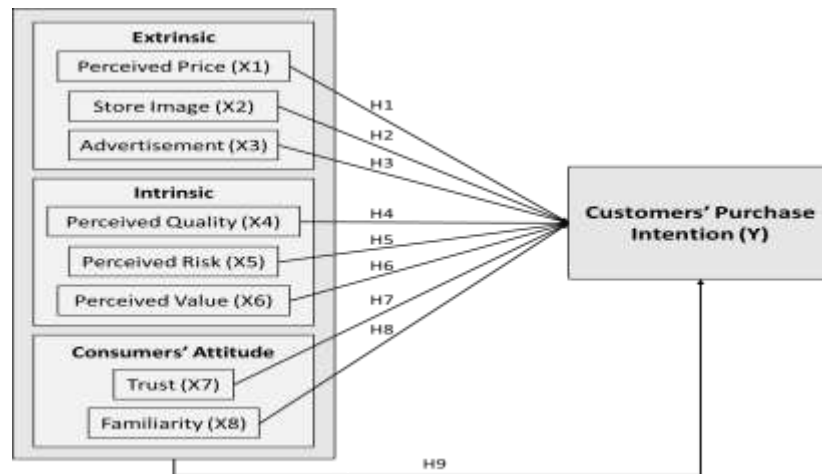 Extrinsic
Perceived Price (X1)
Store Image (X2)
Advertisement (X3)
Intrinsic
Perceived Quality (X4)
Perceived Risk (X5)
Perceived Value (X6)
Consumers' Attitude
Trust (X7)
Familiarity (X8)
H1
H2
H3
H4
H5
H6
H7
H8
H9
Customers' Purchase
Intention (Y)